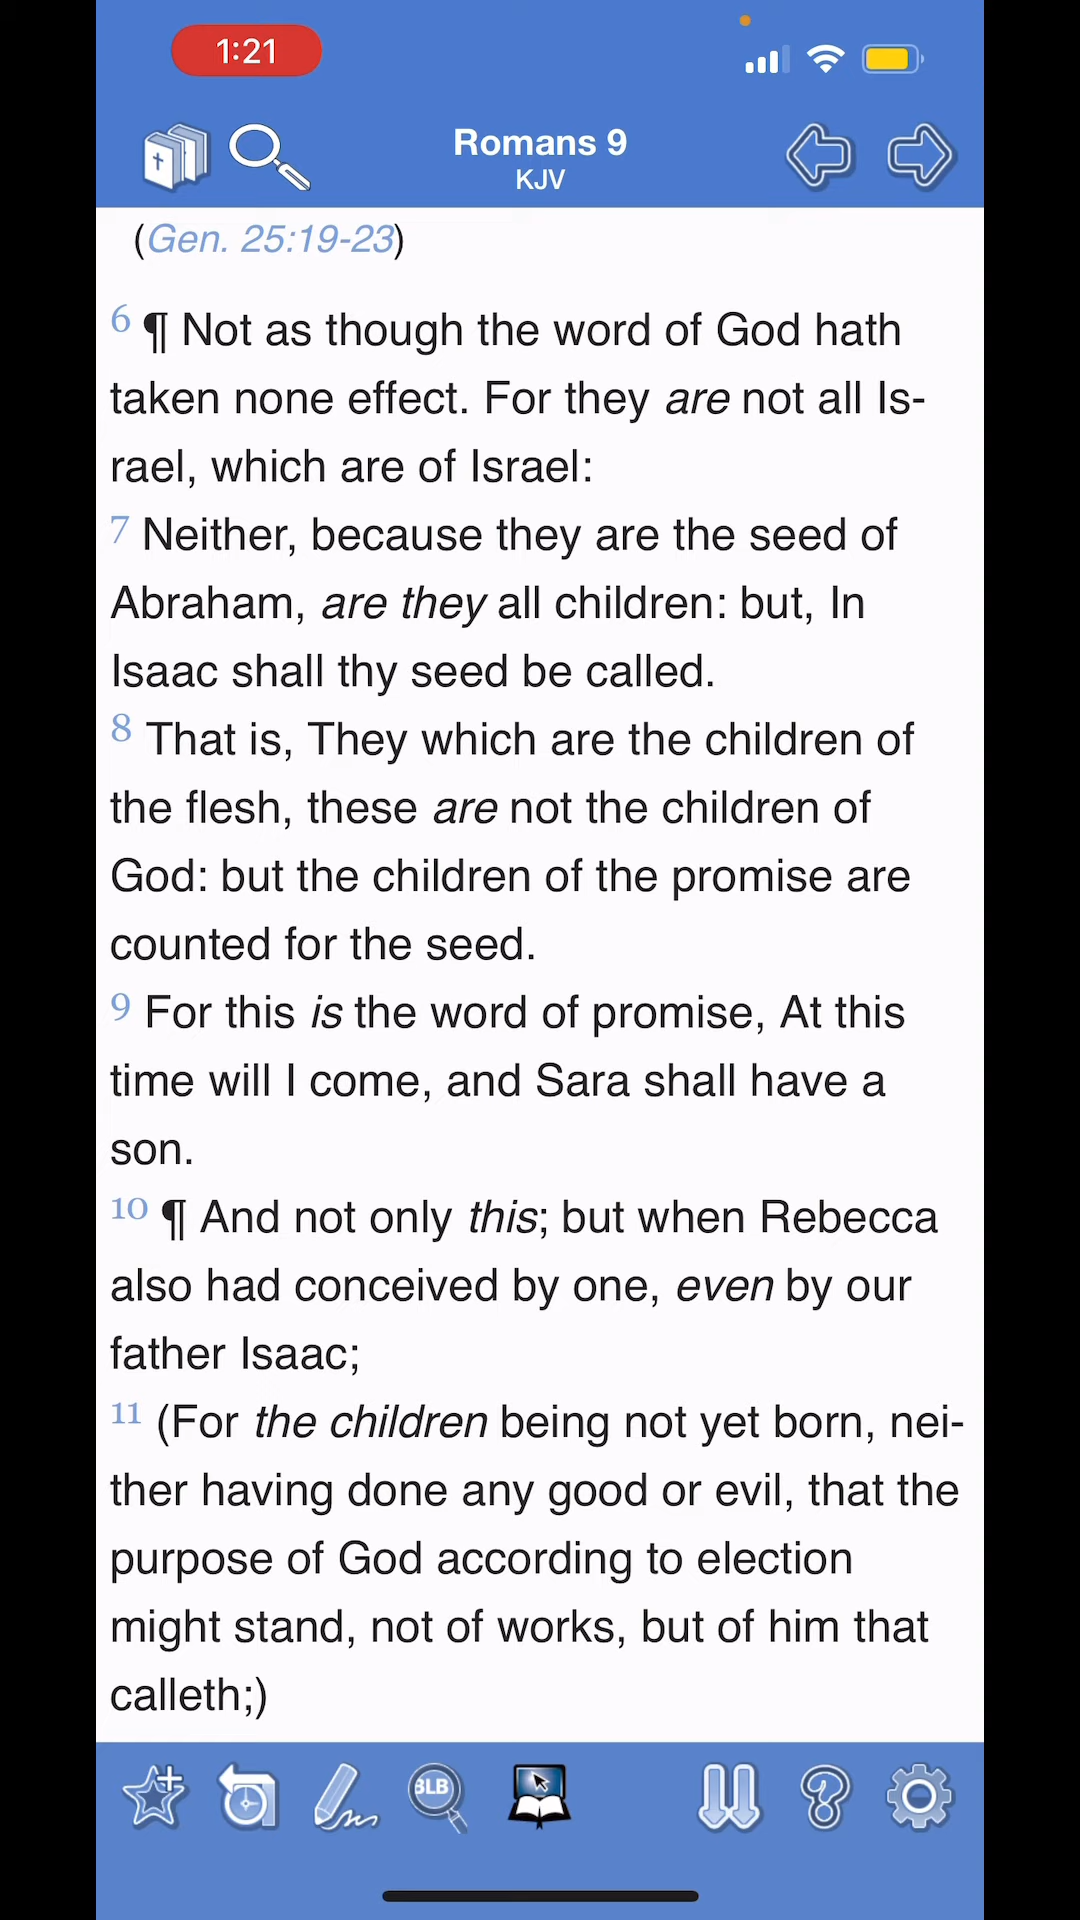 1:21
Romans 9
KJV
(Gen. 25:19-23)
6 ¶ Not as though the word of God hath
taken none effect. For they are not all Is-
rael, which are of Israel:
7 Neither, because they are the seed of
Abraham, are they all children: but, In
Isaac shall thy seed be called.
8 That is, They which are the children of
the flesh, these are not the children of
God: but the children of the promise are
counted for the seed.
9 For this is the word of promise, At this
time will I come, and Sara shall have a
son.
10 ¶ And not only this; but when Rebecca
also had conceived by one, even by our
father Isaac;
11 (For the children being not yet born, nei-
ther having done any good or evil, that the
purpose of God according to election
might stand, not of works, but of him that
calleth;)
BLB